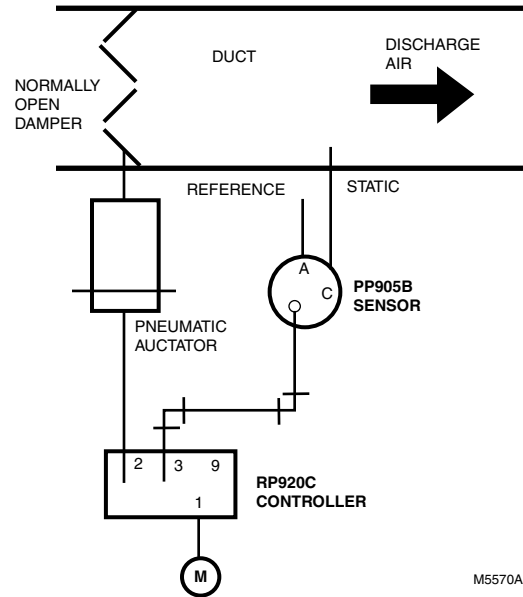 DUCT
DISCHARGE
AIR
NORMALLY
OPEN
DAMPER
REFERENCE
STATIC
A
C
PP905B
SENSOR
PNEUMATIC
AUCTATOR
2
3
9
1
RP920C
CONTROLLER
M
M5570A